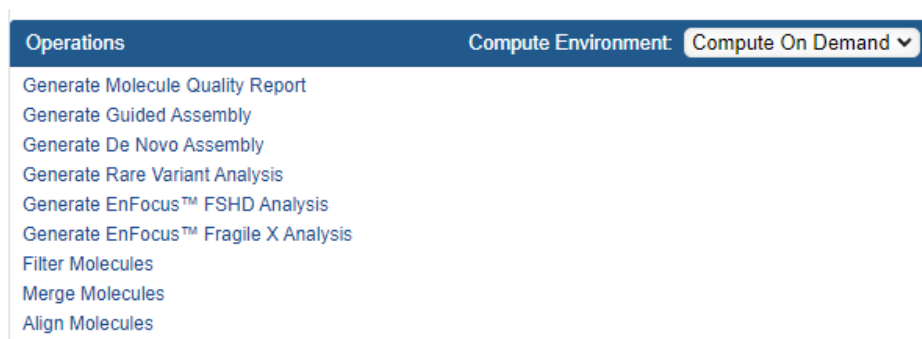 Operations Compute Environment: Compute On Demand
Generate Molecule Quality Report
Generate Guided Assembly
Generate De Novo Assembly
Generate Rare Variant Analysis
Generate EnFocus™ FSHD Analysis
Generate EnFocus™ Fragile X Analysis
Filter Molecules
Merge Molecules
Align Molecules